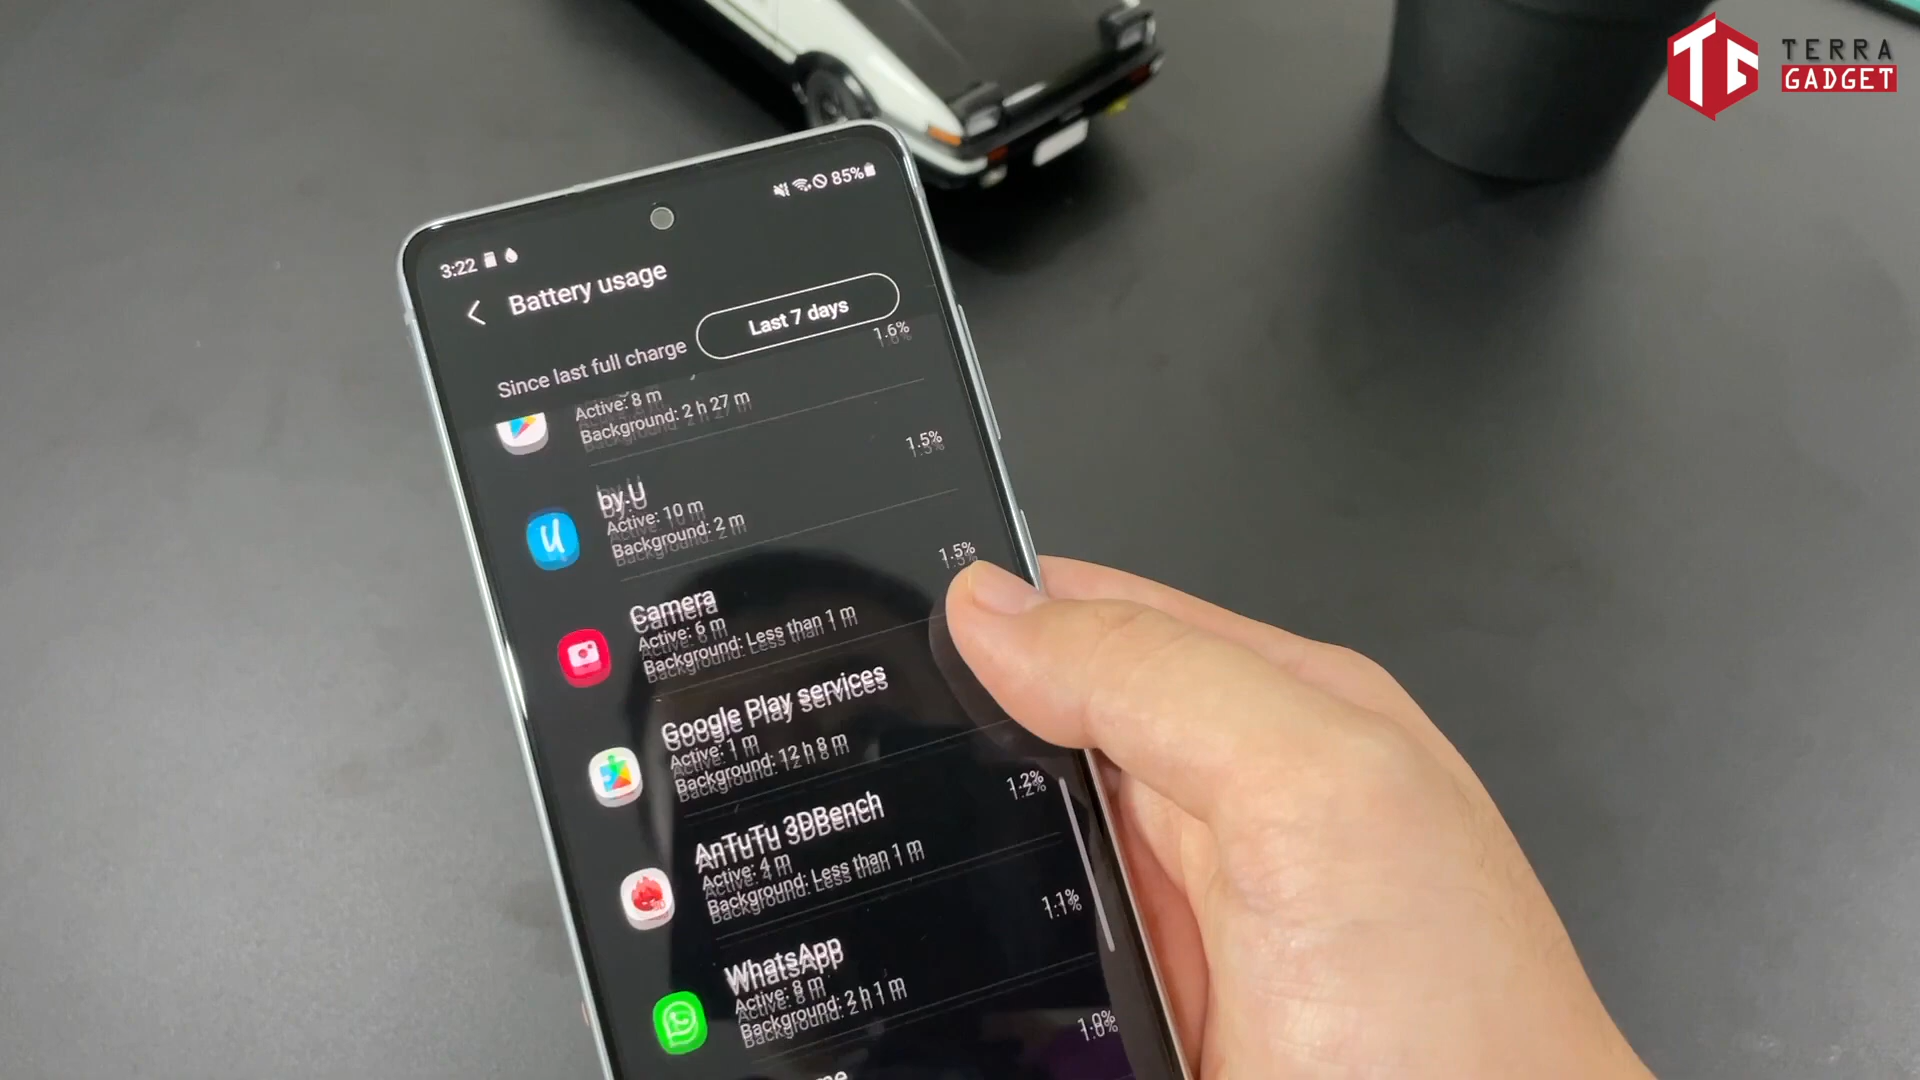 TERRA
GADGET
85%
3:22
Battery usage
Since last full charge
Last 7 days
1.6%
Active: 8 m
Background: 2 h 27 m
1.5%
by.U
Active: 10 m
Background: 2 m
1.5%
Camera
Active: 6 m
Background: Less than 1 m
Google Play services
Active: 1 m
Background: 12 h 8 m
1.2%
AnTuTu 3DBench
Active: 4 m
Background: Less than 1 m
1.1%
WhatsApp
Active: 8 m
Background: 2 h 1 m
1.0%